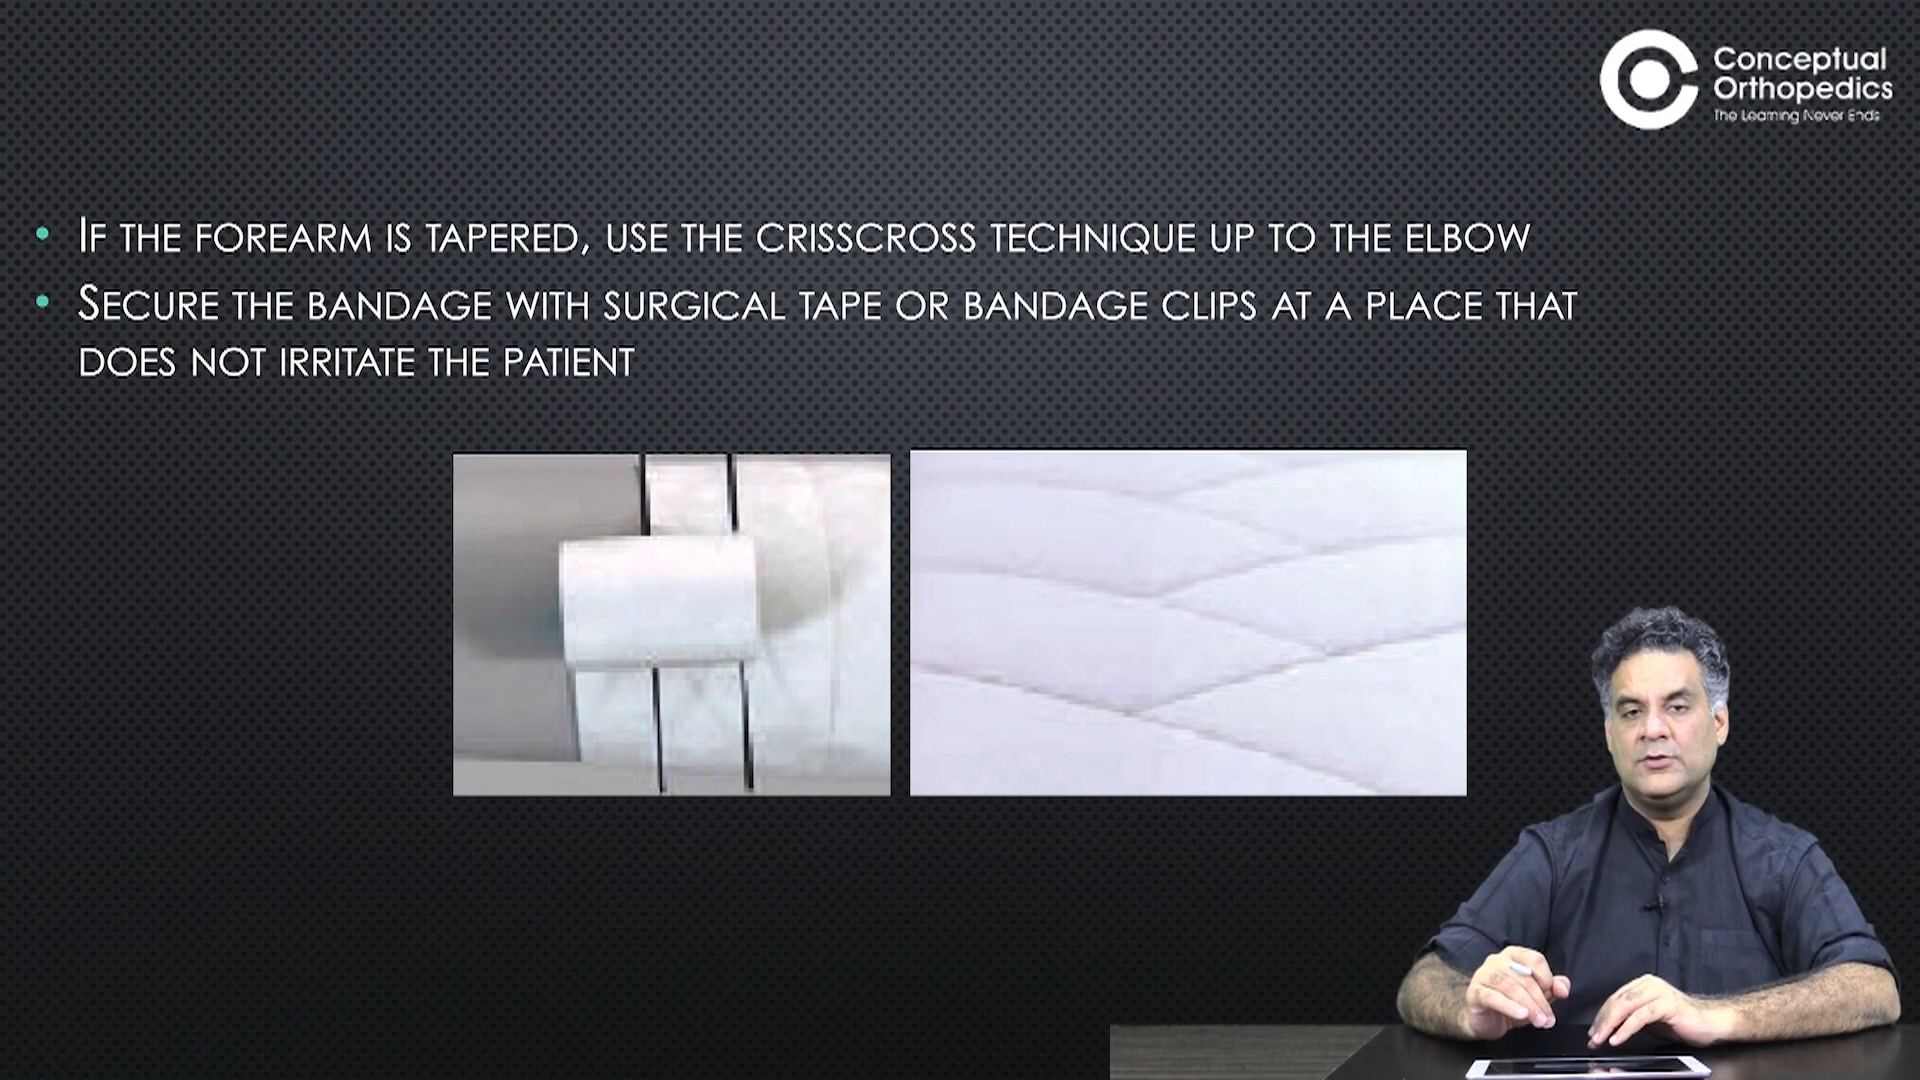 Conceptual
Orthopedics
The Learning Never Ends
• If the forearm is tapered, use the crisscross technique up to the elbow
• Secure the bandage with surgical tape or bandage clips at a place that
does not irritate the patient